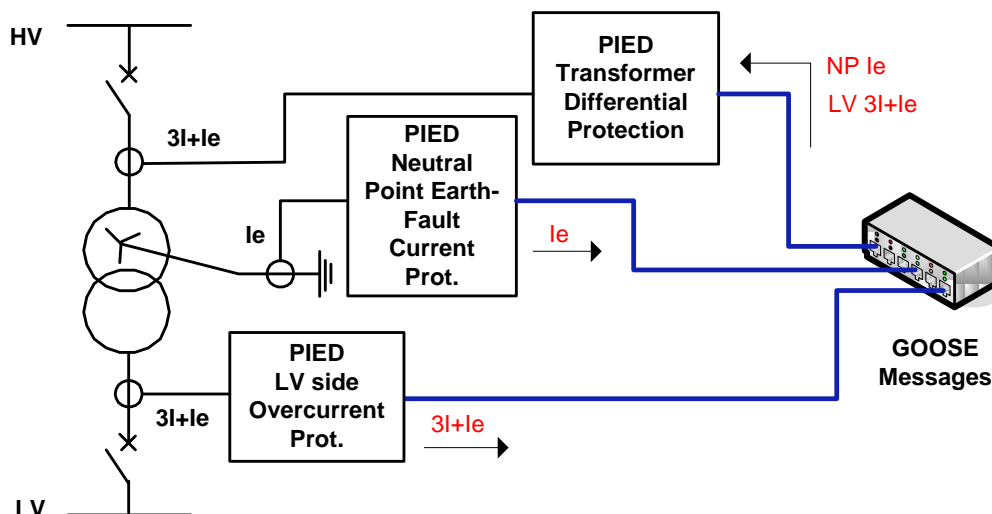 HV
PIED
Transformer
Differential
Protection
NP Ie
LV 3I+Ie
3I+Ie
PIED
Neutral
Point Earth-
Fault
Current
Prot.
Ie
Ie
PIED
LV side
Overcurrent
Prot.
3I+Ie
3I+Ie
GOOSE
Messages
LV